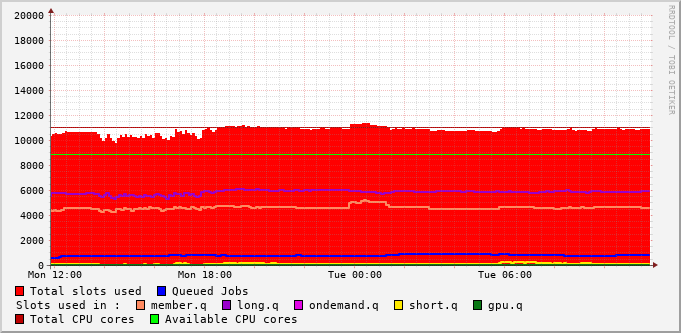 RRDTOOL / TOBI OETIKER
20000
18000
16000
14000
12000
10000
8000
6000
4000
2000
0
Mon 12:00 Mon 18:00 Tue 00:00 Tue 06:00
Total slots used Queued Jobs
Slots used in : member.q long.q ondemand.q short.q gpu.q
Total CPU cores Available CPU cores